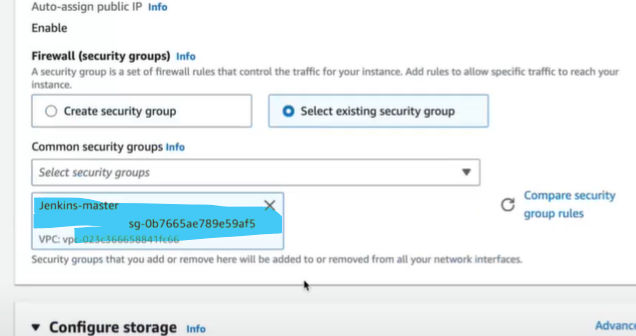 Auto-assign public IP Info
Enable
Firewall (security groups) Info
A security group is a set of firewall rules that control the traffic for your instance. Add rules to allow specific traffic to reach your
instance.
Create security group
Select existing security group
Common security groups Info
Select security groups
Jenkins-master
sg-0b7665ae789e59af5
VPC:
Compare security
group rules
Security groups that you add or remove here will be added to or removed from all your network interfaces.
Configure storage Info
Advanc